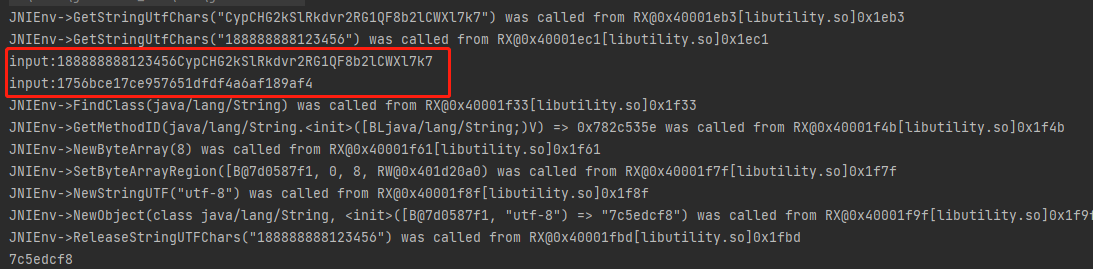 JNIEnv->GetStringUtfChars("CypCHG2kSlRkdvr2RG1QF8b2lCWXl7k7") was called from RX@0x40001eb3[libutility.so]0x1eb3
JNIEnv->GetStringUtfChars("188888888123456") was called from RX@0x40001ec1[libutility.so]0x1ec1
input:188888888123456CypCHG2kSlRkdvr2RG1QF8b2lCWXl7k7
input:1756bce17ce957651dfdf4a6af189af4
JNIEnv->FindClass(java/lang/String) was called from RX@0x40001f33[libutility.so]0x1f33
JNIEnv->GetMethodID(java/lang/String.<init>([BLjava/lang/String;)V) => 0x782c535e was called from RX@0x40001f4b[libutility.so]0x1f4b
JNIEnv->NewByteArray(8) was called from RX@0x40001f61[libutility.so]0x1f61
JNIEnv->SetByteArrayRegion([B@7d0587f1, 0, 8, RW@0x401d20a0) was called from RX@0x40001f7f[libutility.so]0x1f7f
JNIEnv->NewStringUTF("utf-8") was called from RX@0x40001f8f[libutility.so]0x1f8f
JNIEnv->NewObject(class java/lang/String, <init>([B@7d0587f1, "utf-8") => "7c5edcf8") was called from RX@0x40001f9f[libutility.so]0x1f9f
JNIEnv->ReleaseStringUTFChars("188888888123456") was called from RX@0x40001fbd[libutility.so]0x1fbd
7c5edcf8